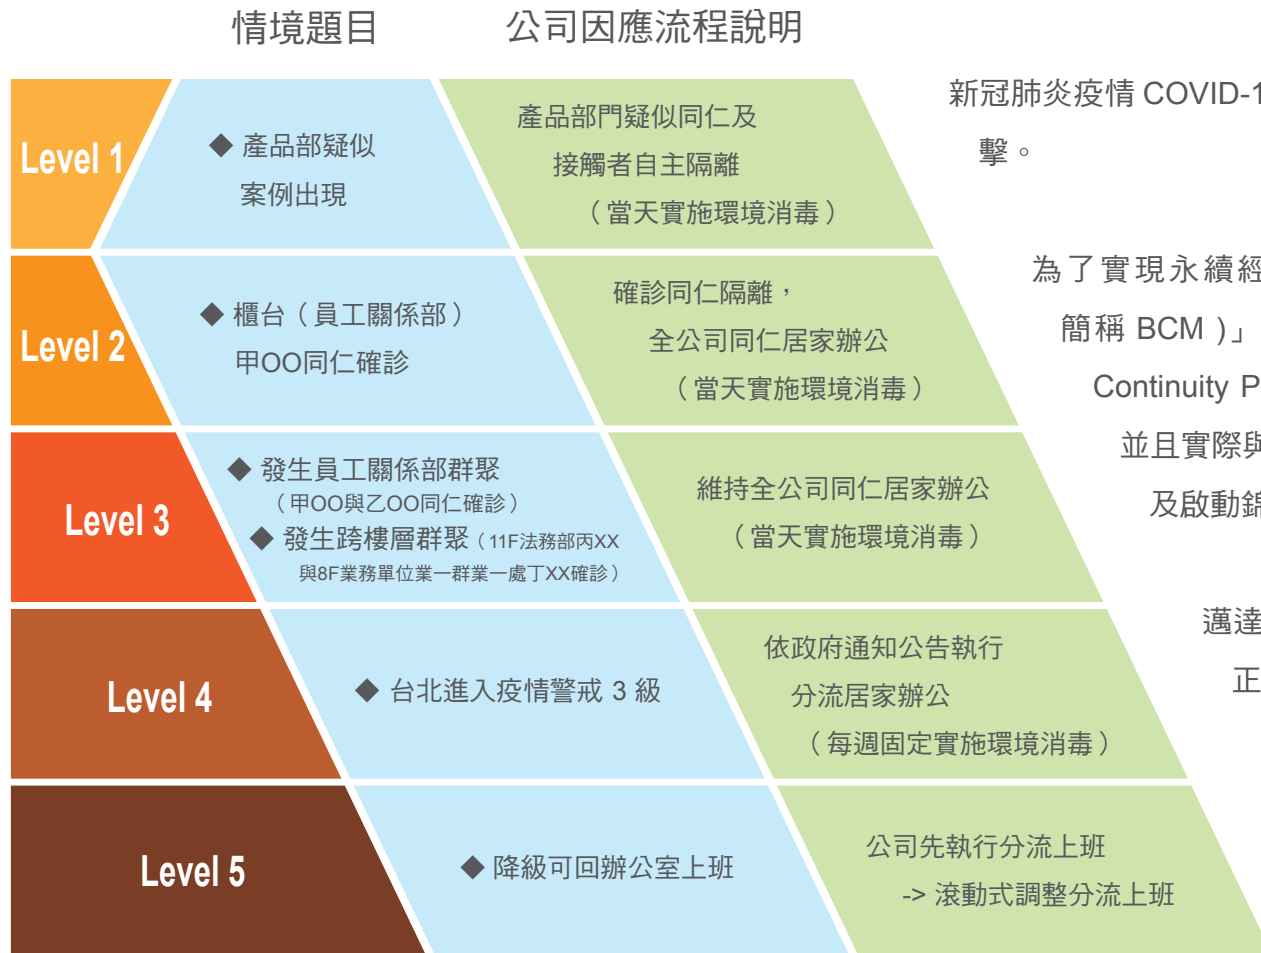 情境題目
公司因應流程說明
Level 1
◆ 產品部疑似
案例出現
產品部門疑似同仁及
接觸者自主隔離
（當天實施環境消毒）
Level 2
◆ 櫃台（員工關係部）
甲OO同仁確診
確診同仁隔離，
全公司同仁居家辦公
（當天實施環境消毒）
Level 3
◆ 發生員工關係部群聚
（甲OO與乙OO同仁確診）
◆ 發生跨樓層群聚（11F法務部丙XX
與8F業務單位業一群業一處丁XX確診）
維持全公司同仁居家辦公
（當天實施環境消毒）
Level 4
◆ 台北進入疫情警戒 3 級
依政府通知公告執行
分流居家辦公
（每週固定實施環境消毒）
Level 5
◆ 降級可回辦公室上班
公司先執行分流上班
-> 滾動式調整分流上班
新冠肺炎疫情 COVID-1
擊。
為了實現永續經
簡稱 BCM )」
Continuity P
並且實際與
及啟動錦
邁達
正